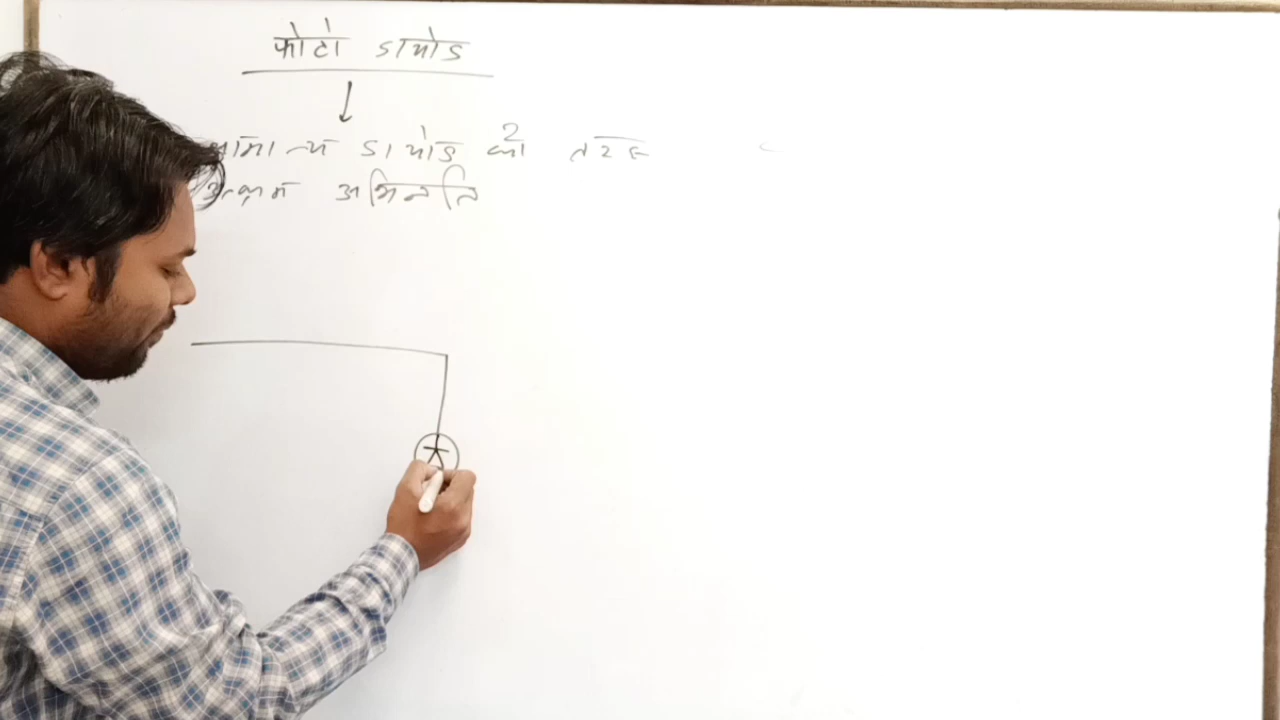 फोटो डायोड
सामान्य डायोड की तरह
उत्क्रम अभिनति